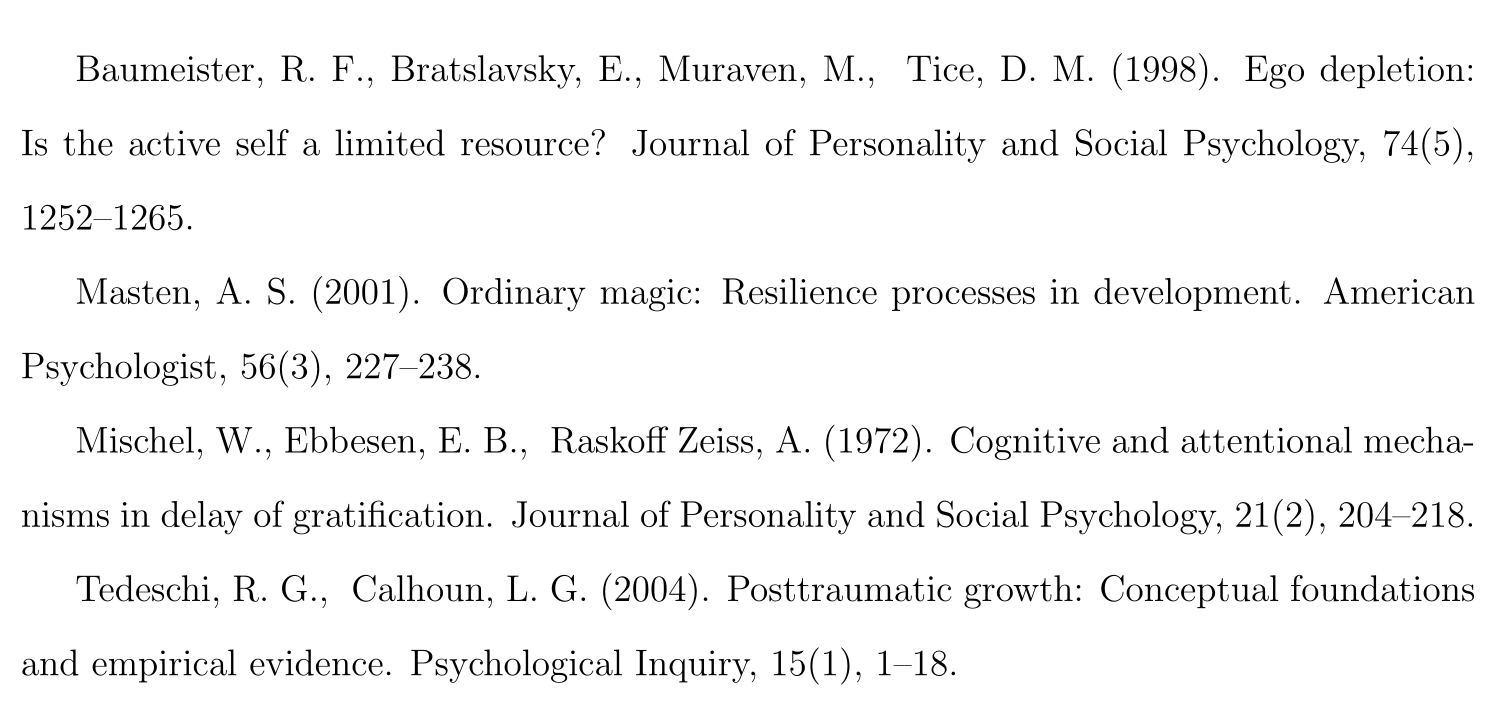 Baumeister, R. F., Bratslavsky, E., Muraven, M., Tice, D. M. (1998). Ego depletion:
Is the active self a limited resource? Journal of Personality and Social Psychology, 74(5),
1252–1265.
Masten, A. S. (2001). Ordinary magic: Resilience processes in development. American
Psychologist, 56(3), 227–238.
Mischel, W., Ebbesen, E. B., Raskoff Zeiss, A. (1972). Cognitive and attentional mecha-
nisms in delay of gratification. Journal of Personality and Social Psychology, 21(2), 204–218.
Tedeschi, R. G., Calhoun, L. G. (2004). Posttraumatic growth: Conceptual foundations
and empirical evidence. Psychological Inquiry, 15(1), 1–18.